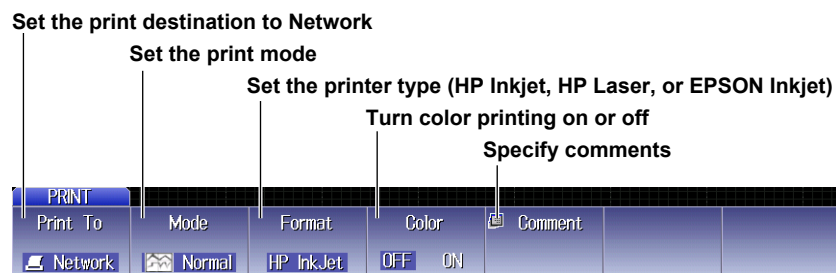 Set the print destination to Network
Set the print mode
Set the printer type (HP Inkjet, HP Laser, or EPSON Inkjet)
Turn color printing on or off
Specify comments
PRINT
Print To Mode Format Color Comment
Network Normal HP InkJet OFF ON